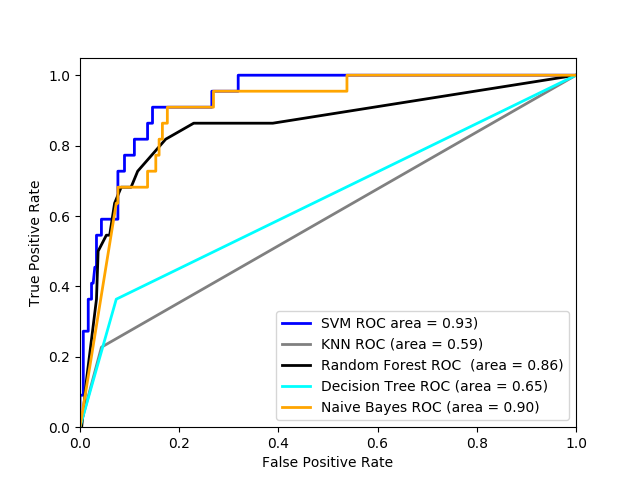 1.0
0.8
0.6
0.4
0.2
0.0
True Positive Rate
SVM ROC area = 0.93)
KNN ROC (area = 0.59)
Random Forest ROC  (area = 0.86)
Decision Tree ROC (area = 0.65)
Naive Bayes ROC (area = 0.90)
0.0 0.2 0.4 0.6 0.8 1.0
False Positive Rate